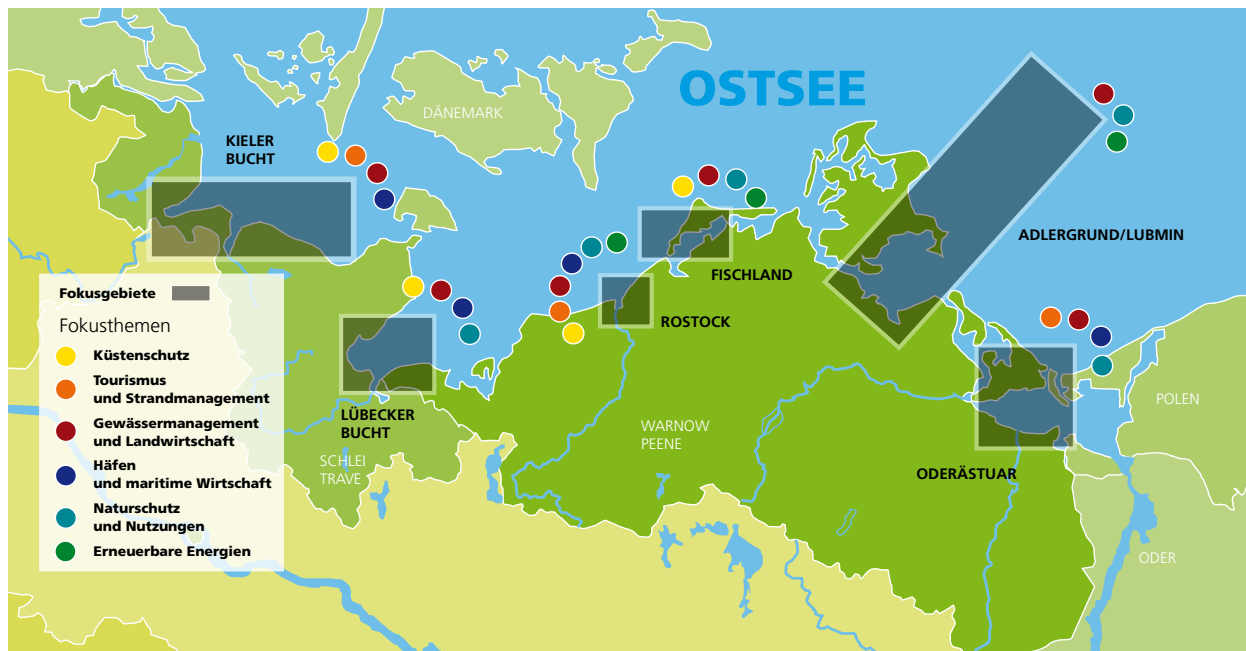 OSTSEE
DÄNEMARK
KIELER
BUCHT
ADLERGRUND/LUBMIN
FISCHLAND
ROSTOCK
Fokusgebiete
Fokusthemen
Küstenschutz
Tourismus
und Strandmanagement
Gewässermanagement
und Landwirtschaft
Häfen
und maritime Wirtschaft
Naturschutz
und Nutzungen
Erneuerbare Energien
LÜBECKER
BUCHT
SCHLEI
TRAVE
WARNOW
PEENE
POLEN
ODERÄSTUAR
ODER